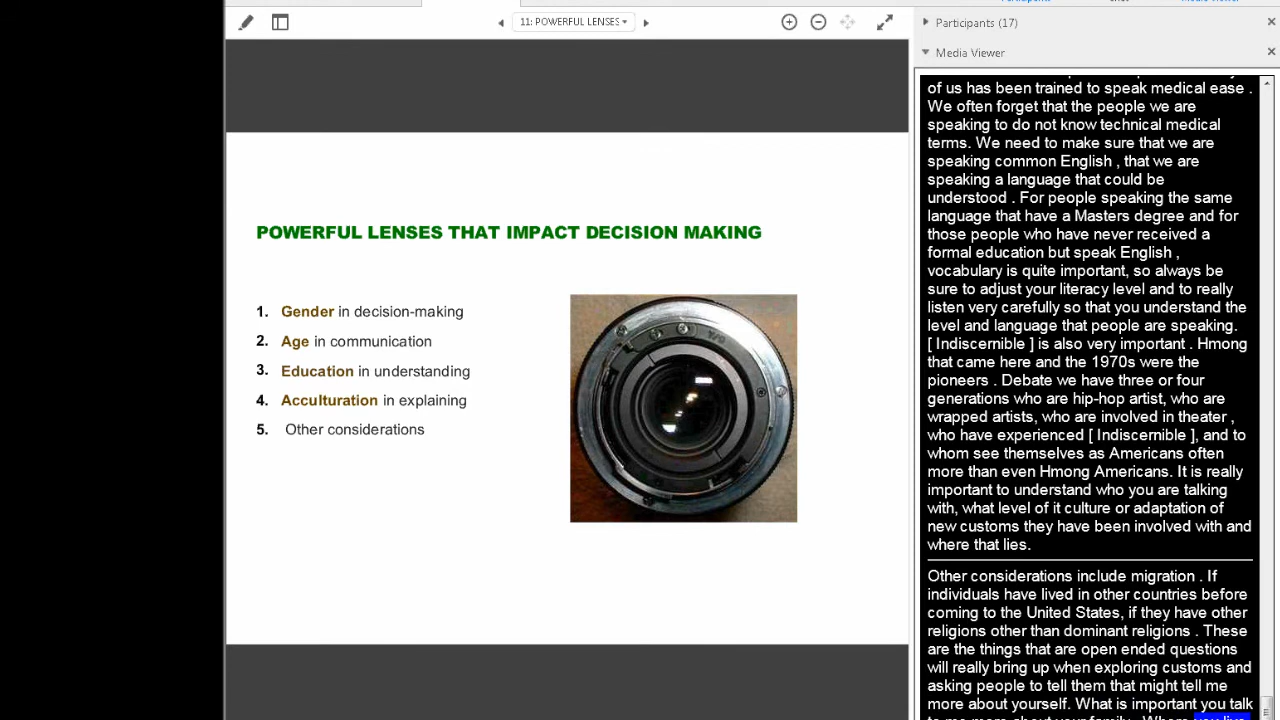 11: POWERFUL LENSES
Participants (17)
Media Viewer
POWERFUL LENSES THAT IMPACT DECISION MAKING
1. Gender in decision-making
2. Age in communication
3. Education in understanding
4. Acculturation in explaining
5. Other considerations
of us has been trained to speak medical ease .
We often forget that the people we are
speaking to do not know technical medical
terms. We need to make sure that we are
speaking common English , that we are
speaking a language that could be
understood . For people speaking the same
language that have a Masters degree and for
those people who have never received a
formal education but speak English ,
vocabulary is quite important, so always be
sure to adjust your literacy level and to really
listen very carefully so that you understand the
level and language that people are speaking.
[ Indiscernible ] is also very important . Hmong
that came here and the 1970s were the
pioneers . Debate we have three or four
generations who are hip-hop artist, who are
wrapped artists, who are involved in theater ,
who have experienced [ Indiscernible ], and to
whom see themselves as Americans often
more than even Hmong Americans. It is really
important to understand who you are talking
with, what level of it culture or adaptation of
new customs they have been involved with and
where that lies.
Other considerations include migration . If
individuals have lived in other countries before
coming to the United States, if they have other
religions other than dominant religions . These
are the things that are open ended questions
will really bring up when exploring customs and
asking people to tell them that might tell me
more about yourself. What is important you talk